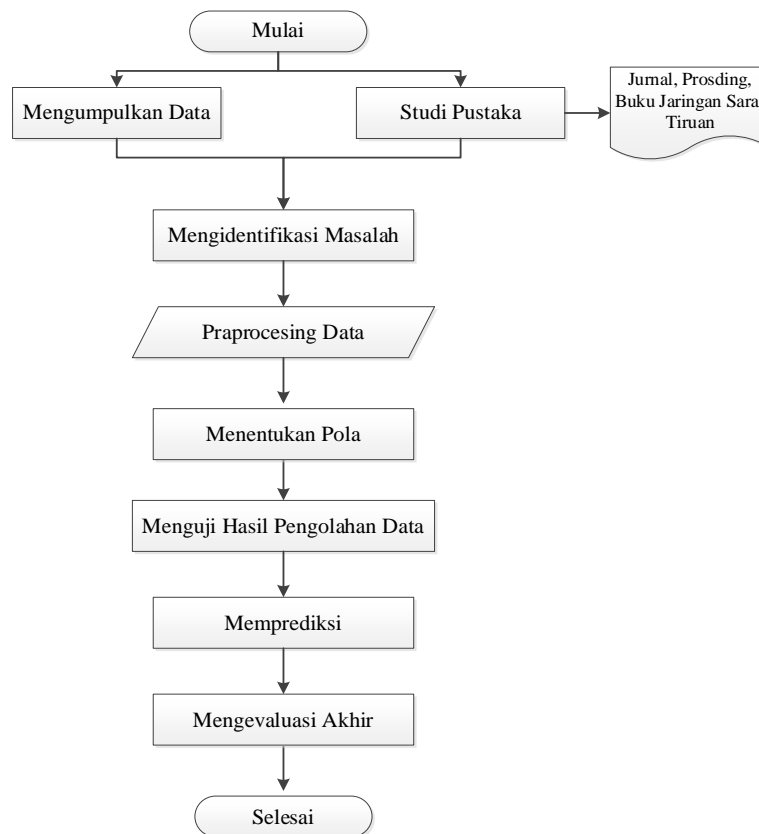 Mulai
Mengumpulkan Data
Studi Pustaka
Jurnal, Prosding,
Buku Jaringan Sara
Tiruan
Mengidentifikasi Masalah
Praprocesing Data
Menentukan Pola
Menguji Hasil Pengolahan Data
Memprediksi
Mengevaluasi Akhir
Selesai